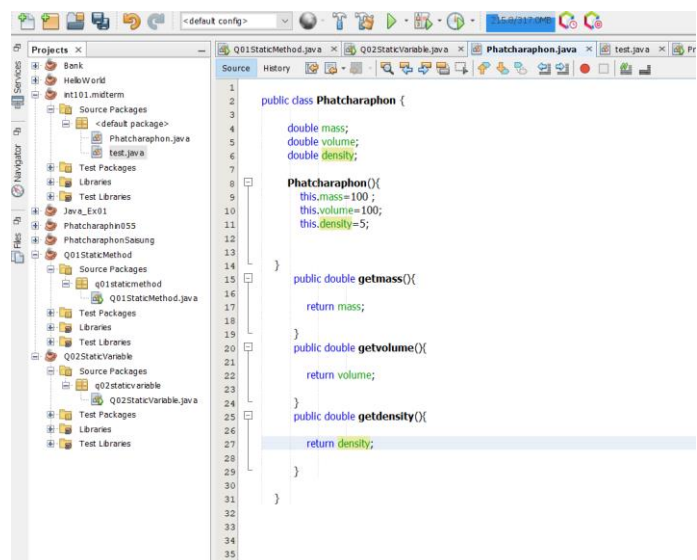 <default config>
215.0/317.0MB
Projects
Q01StaticMethod.java
Q02StaticVariable.java
Phatcharaphon.java
test.java
Pr
Services
Navigator
Files
Bank
HelloWorld
int101.midterm
Source Packages
<default package>
Phatcharaphon.java
test.java
Test Packages
Libraries
Test Libraries
Java_Ex01
Phatcharaphin055
PhatcharaphonSaisung
Q01StaticMethod
Source Packages
q01staticmethod
Q01StaticMethod.java
Test Packages
Libraries
Test Libraries
Q02StaticVariable
Source Packages
q02staticvariable
Q02StaticVariable.java
Test Packages
Libraries
Test Libraries
Source History
1
2 public class Phatcharaphon {
3
4 double mass;
5 double volume;
6 double density;
7
8 Phatcharaphon(){
9 this.mass=100 ;
10 this.volume=100;
11 this.density=5;
12
13
14 }
15 public double getmass(){
16
17 return mass;
18
19 }
20 public double getvolume(){
21
22 return volume;
23
24 }
25 public double getdensity(){
26
27 return density;
28
29 }
30
31 }
32
33
34
35